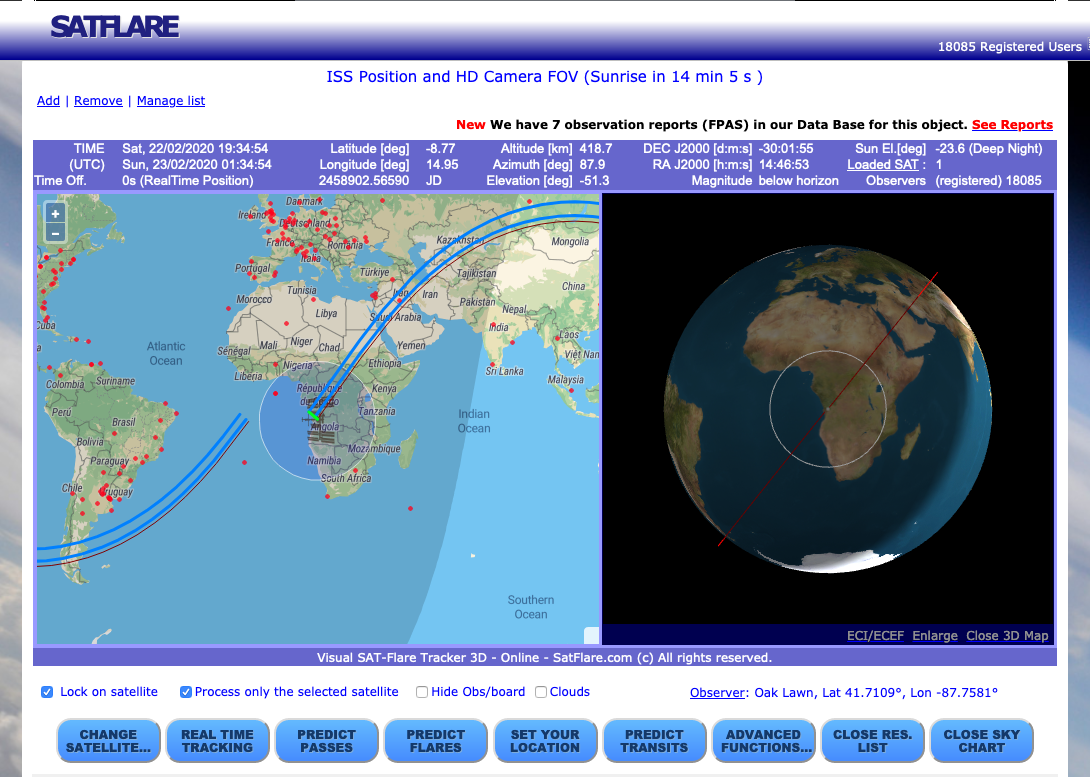 SATFLARE
18085 Registered Users
ISS Position and HD Camera FOV (Sunrise in 14 min 5 s )
Add | Remove | Manage list
New We have 7 observation reports (FPAS) in our Data Base for this object. See Reports
TIME Sat, 22/02/2020 19:34:54 Latitude [deg] -8.77 Altitude [km] 418.7 DEC J2000 [d:m:s] -30:01:55 Sun El.[deg] -23.6 (Deep Night)
(UTC) Sun, 23/02/2020 01:34:54 Longitude [deg] 14.95 Azimuth [deg] 87.9 RA J2000 [h:m:s] 14:46:53 Loaded SAT : 1
Time Off. 0s (RealTime Position) 2458902.56590 JD Elevation [deg] -51.3 Magnitude below horizon Observers (registered) 18085
+
−
Danmark
Ireland
Deutschland
France
Kazakhstan
Mongolia
România
Italia
Portugal
Türkiye
Tajikistan
Tunisia
Iran
China
Morocco
Pakistan
Libya
Nepal
Cuba
Saudi Arabia
India
Atlantic
Ocean
Mali
Niger
Chad
Yemen
Laos
Sénégal
Việt Nam
Nigeria
Ethiopia
Sri Lanka
Liberia
Malaysia
Colombia
Suriname
République
Kenya
Perú
Tanzania
Indian
Ocean
Brasil
Angola
Bolivia
Mozambique
Paraguay
Namibia
South Africa
Chile
Uruguay
Southern
Ocean
ECI/ECEF Enlarge Close 3D Map
Visual SAT-Flare Tracker 3D - Online - SatFlare.com (c) All rights reserved.
Lock on satellite Process only the selected satellite Hide Obs/board Clouds Observer: Oak Lawn, Lat 41.7109°, Lon -87.7581°
CHANGE
SATELLITE...
REAL TIME
TRACKING
PREDICT
PASSES
PREDICT
FLARES
SET YOUR
LOCATION
PREDICT
TRANSITS
ADVANCED
FUNCTIONS...
CLOSE RES.
LIST
CLOSE SKY
CHART